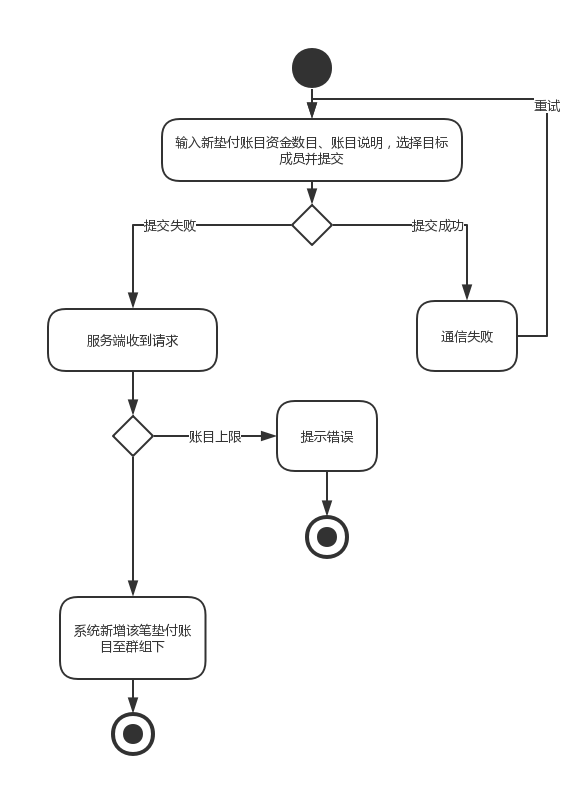 重试
输入新垫付账目资金数目、账目说明，选择目标
成员并提交
提交失败
提交成功
服务端收到请求
通信失败
账目上限
提示错误
系统新增该笔垫付账
目至群组下